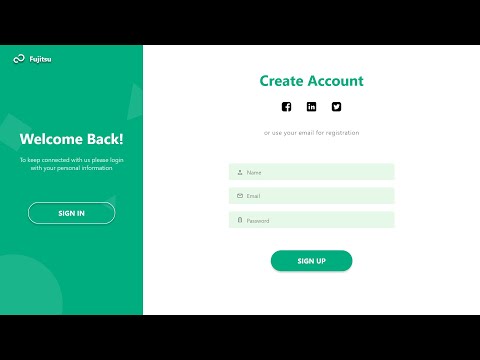 Fujitsu
Welcome Back!
To keep connected with us please login
with your personal information
SIGN IN
Create Account
or use your email for registration
Name
Email
Password
SIGN UP